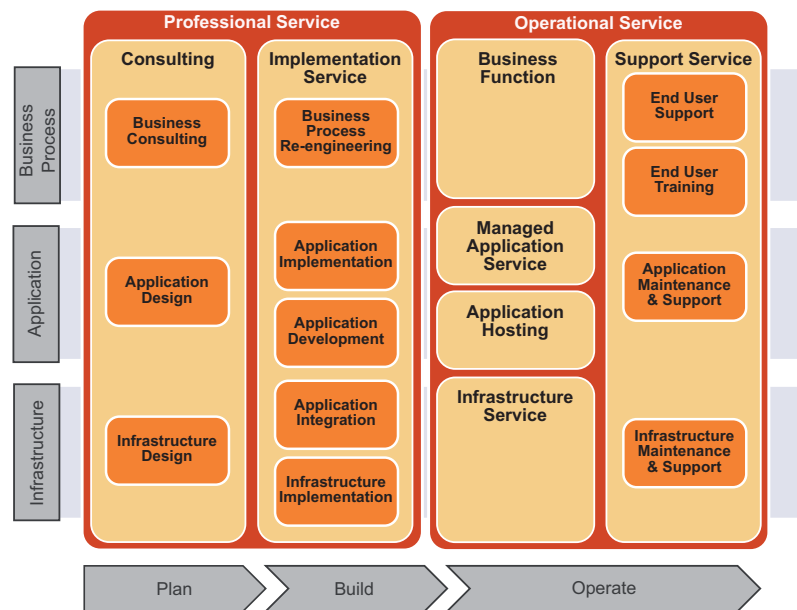 Professional Service
Operational Service
Consulting
Implementation
Service
Business
Function
Support Service
Business
Process
Business
Consulting
Business
Process
Re-engineering
End User
Support
End User
Training
Application
Application
Design
Application
Implementation
Application
Development
Managed
Application
Service
Application
Hosting
Application
Maintenance
& Support
Infrastructure
Infrastructure
Design
Application
Integration
Infrastructure
Implementation
Infrastructure
Service
Infrastructure
Maintenance
& Support
Plan
Build
Operate